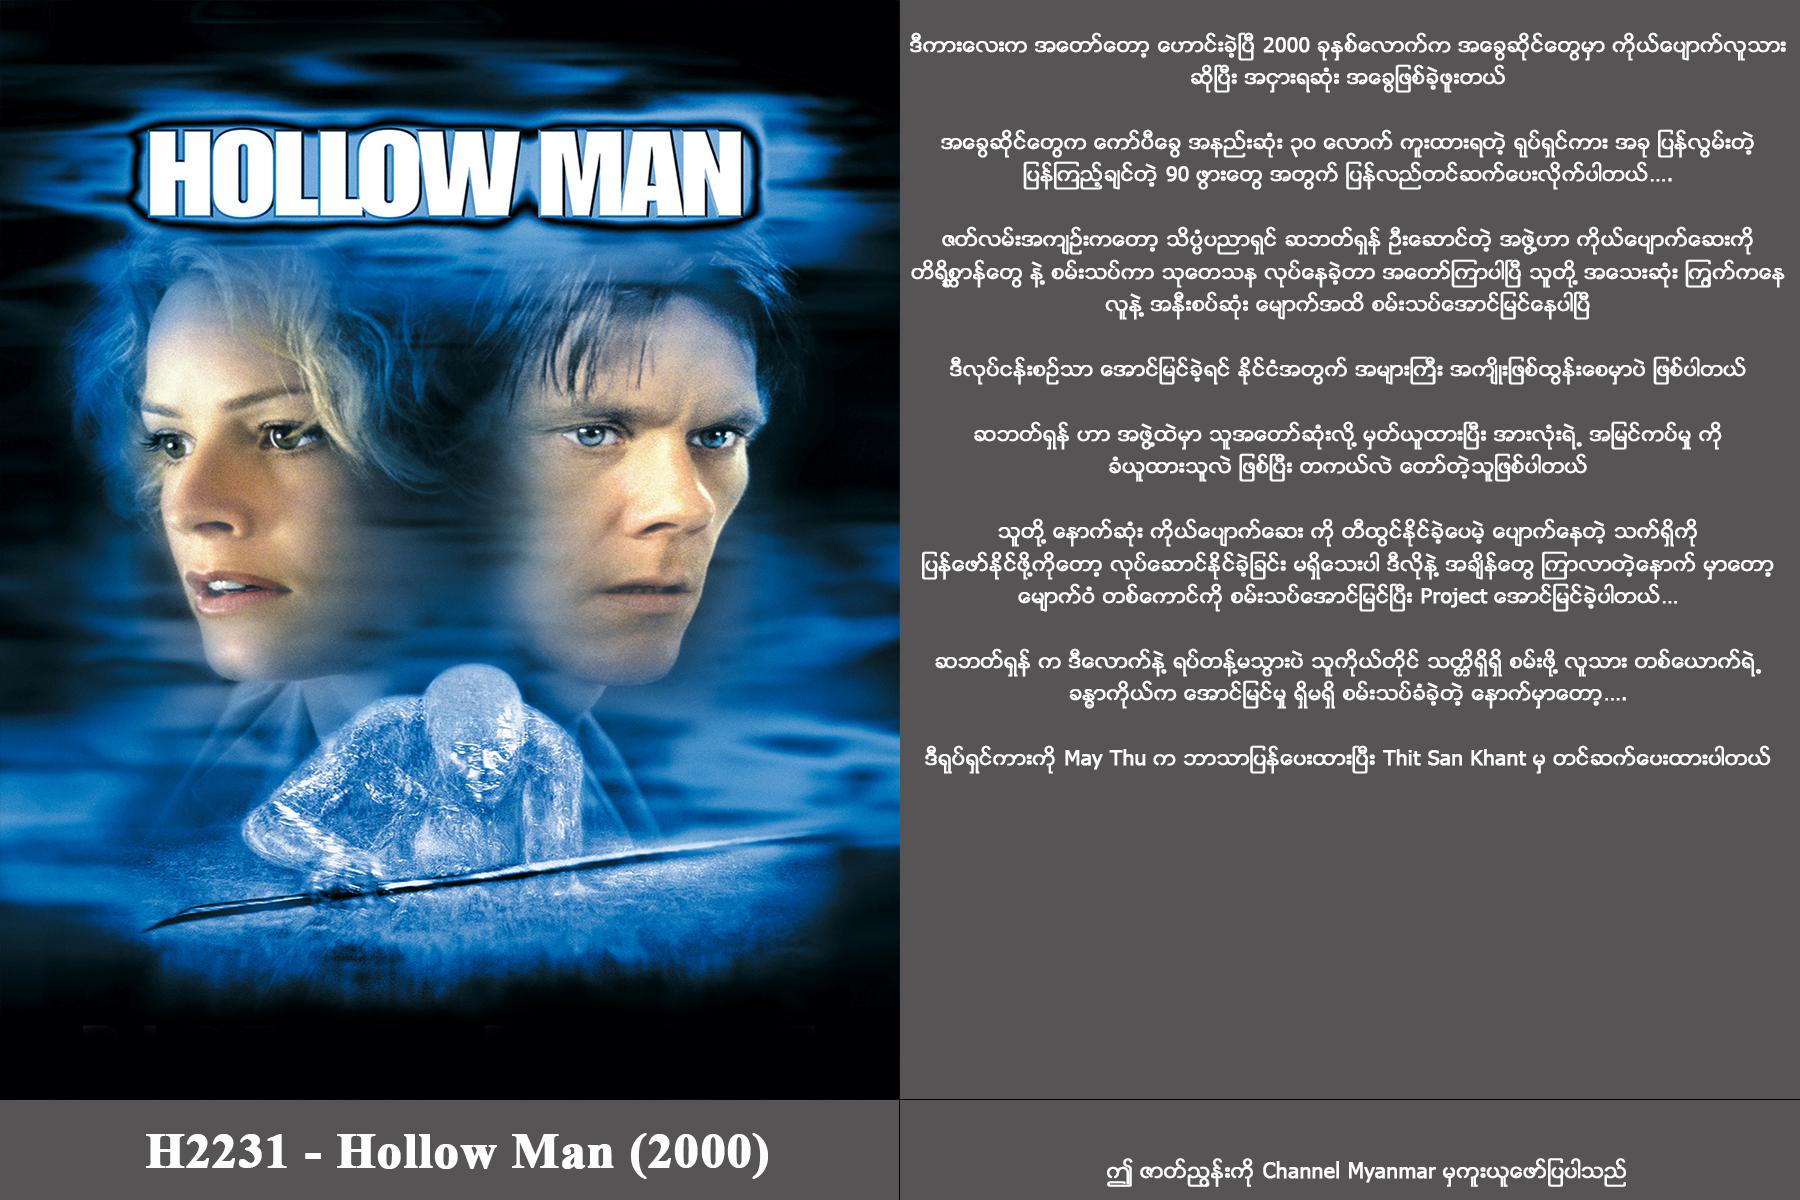 HOLLOW MAN
ဒီကားလေးက အတော်တော့ ဟောင်းခဲ့ပြီ 2000 ခုနှစ်လောက်က အခွေဆိုင်တွေမှာ ကိုယ်ပျောက်လူသား
ဆိုပြီး အငှားရဆုံး အခွေဖြစ်ခဲ့ဖူးတယ်
အခွေဆိုင်တွေက ကော်ပီခွေ အနည်းဆုံး ၃၀ လောက် ကူးထားရတဲ့ ရုပ်ရှင်ကား အခု ပြန်လွမ်းတဲ့
ပြန်ကြည့်ချင်တဲ့ 90 ဖွားတွေ အတွက် ပြန်လည်တင်ဆက်ပေးလိုက်ပါတယ်....
ဇတ်လမ်းအကျဉ်းကတော့ သိပ္ပံပညာရှင် ဆဘတ်ရှန် ဦးဆောင်တဲ့ အဖွဲ့ဟာ ကိုယ်ပျောက်ဆေးကို
တိရိစ္ဆာန်တွေ နဲ့ စမ်းသပ်ကာ သုတေသန လုပ်နေခဲ့တာ အတော်ကြာပါပြီ သူတို့ အသေးဆုံး ကြွက်ကနေ
လူနဲ့ အနီးစပ်ဆုံး မျောက်အထိ စမ်းသပ်အောင်မြင်နေပါပြီ
ဒီလုပ်ငန်းစဉ်သာ အောင်မြင်ခဲ့ရင် နိုင်ငံအတွက် အများကြီး အကျိုးဖြစ်ထွန်းစေမှာပဲ ဖြစ်ပါတယ်
ဆဘတ်ရှန် ဟာ အဖွဲ့ထဲမှာ သူအတော်ဆုံးလို့ မှတ်ယူထားပြီး အားလုံးရဲ့ အမြင်ကပ်မှု ကို
ခံယူထားသူလဲ ဖြစ်ပြီး တကယ်လဲ တော်တဲ့သူဖြစ်ပါတယ်
သူတို့ နောက်ဆုံး ကိုယ်ပျောက်ဆေး ကို တီထွင်နိုင်ခဲ့ပေမဲ့ ပျောက်နေတဲ့ သက်ရှိကို
ပြန်ဖော်နိုင်ဖို့ကိုတော့ လုပ်ဆောင်နိုင်ခဲ့ခြင်း မရှိသေးပါ ဒီလိုနဲ့ အချိန်တွေ ကြာလာတဲ့နောက် မှာတော့
မျောက်ဝံ တစ်ကောင်ကို စမ်းသပ်အောင်မြင်ပြီး Project အောင်မြင်ခဲ့ပါတယ်...
ဆဘတ်ရှန် က ဒီလောက်နဲ့ ရပ်တန့်မသွားပဲ သူကိုယ်တိုင် သတ္တိရှိရှိ စမ်းဖို့ လူသား တစ်ယောက်ရဲ့
ခန္ဓာကိုယ်က အောင်မြင်မှု ရှိမရှိ စမ်းသပ်ခံခဲ့တဲ့ နောက်မှာတော့....
ဒီရုပ်ရှင်ကားကို May Thu က ဘာသာပြန်ပေးထားပြီး Thit San Khant မှ တင်ဆက်ပေးထားပါတယ်
H2231 - Hollow Man (2000)
ဤ ဇာတ်ညွှန်းကို Channel Myanmar မှကူးယူဖော်ပြပါသည်